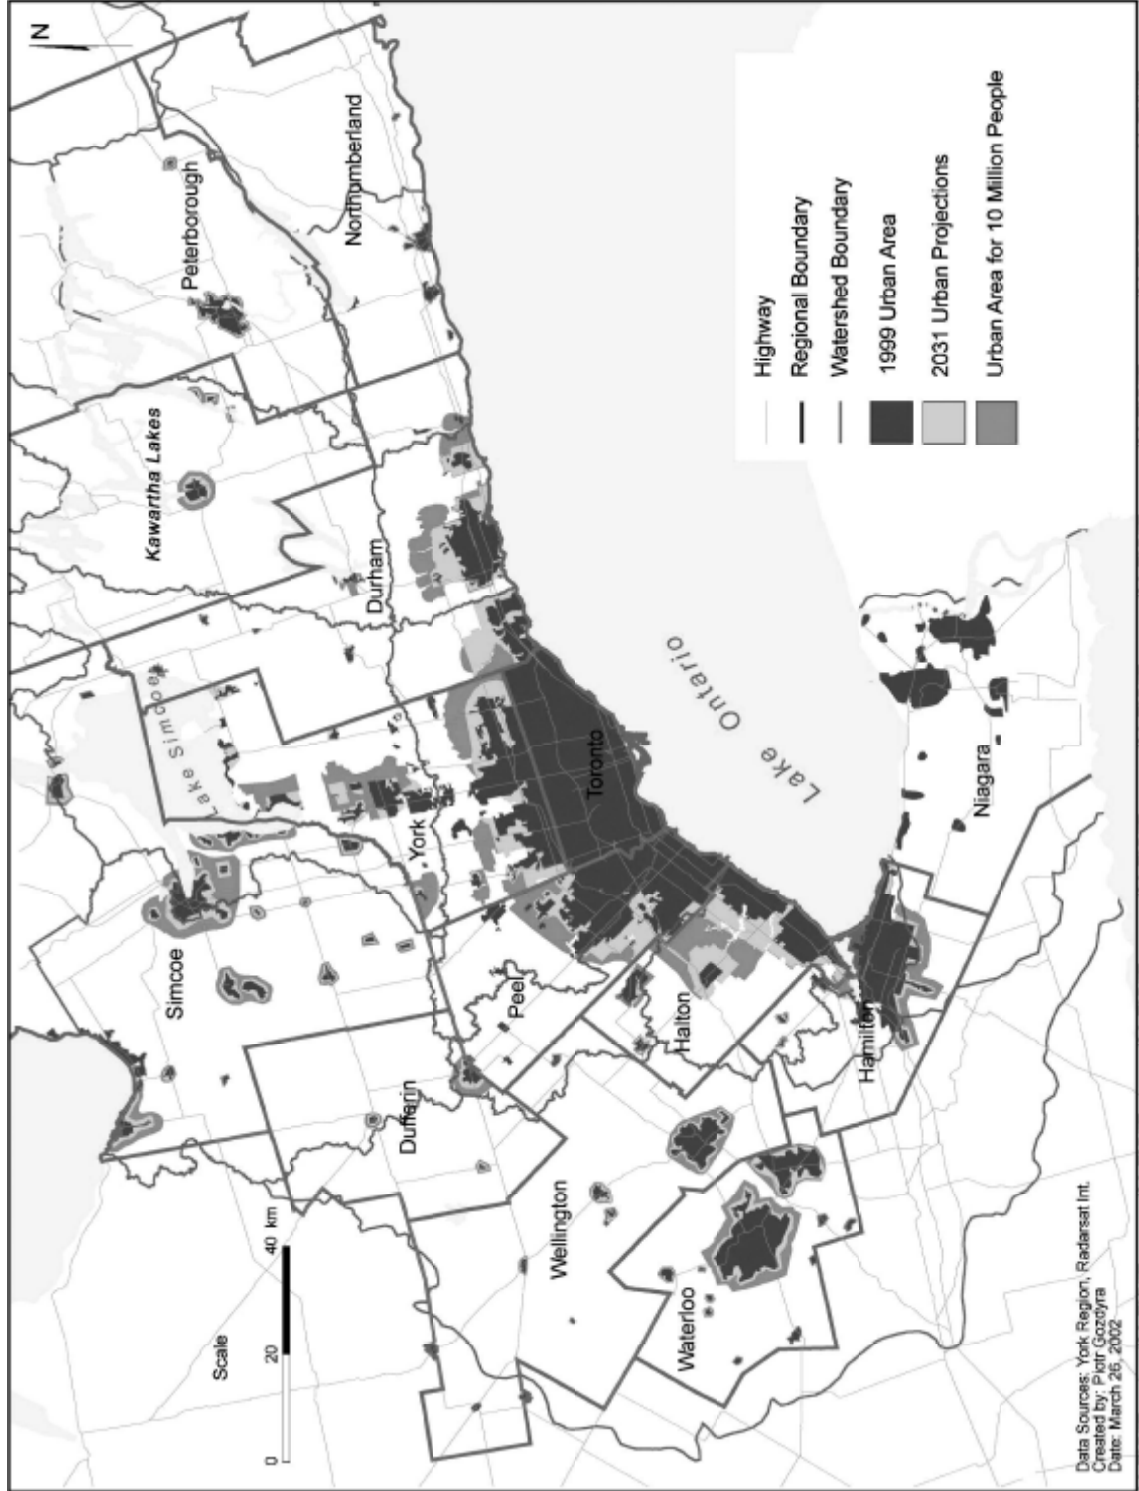 N
Peterborough
Northumberland
Kawartha Lakes
Durham
Lake Simcoe
York
Toronto
Lake Ontario
Simcoe
Peel
Halton
Hamilton
Niagara
Dufferin
Wellington
Waterloo
Highway
Regional Boundary
Watershed Boundary
1999 Urban Area
2031 Urban Projections
Urban Area for 10 Million People
Scale
0 20 40 km
Data Sources: York Region, Radarsat Int.
Created by: Piotr Gozdyra
Date: March 26, 2002